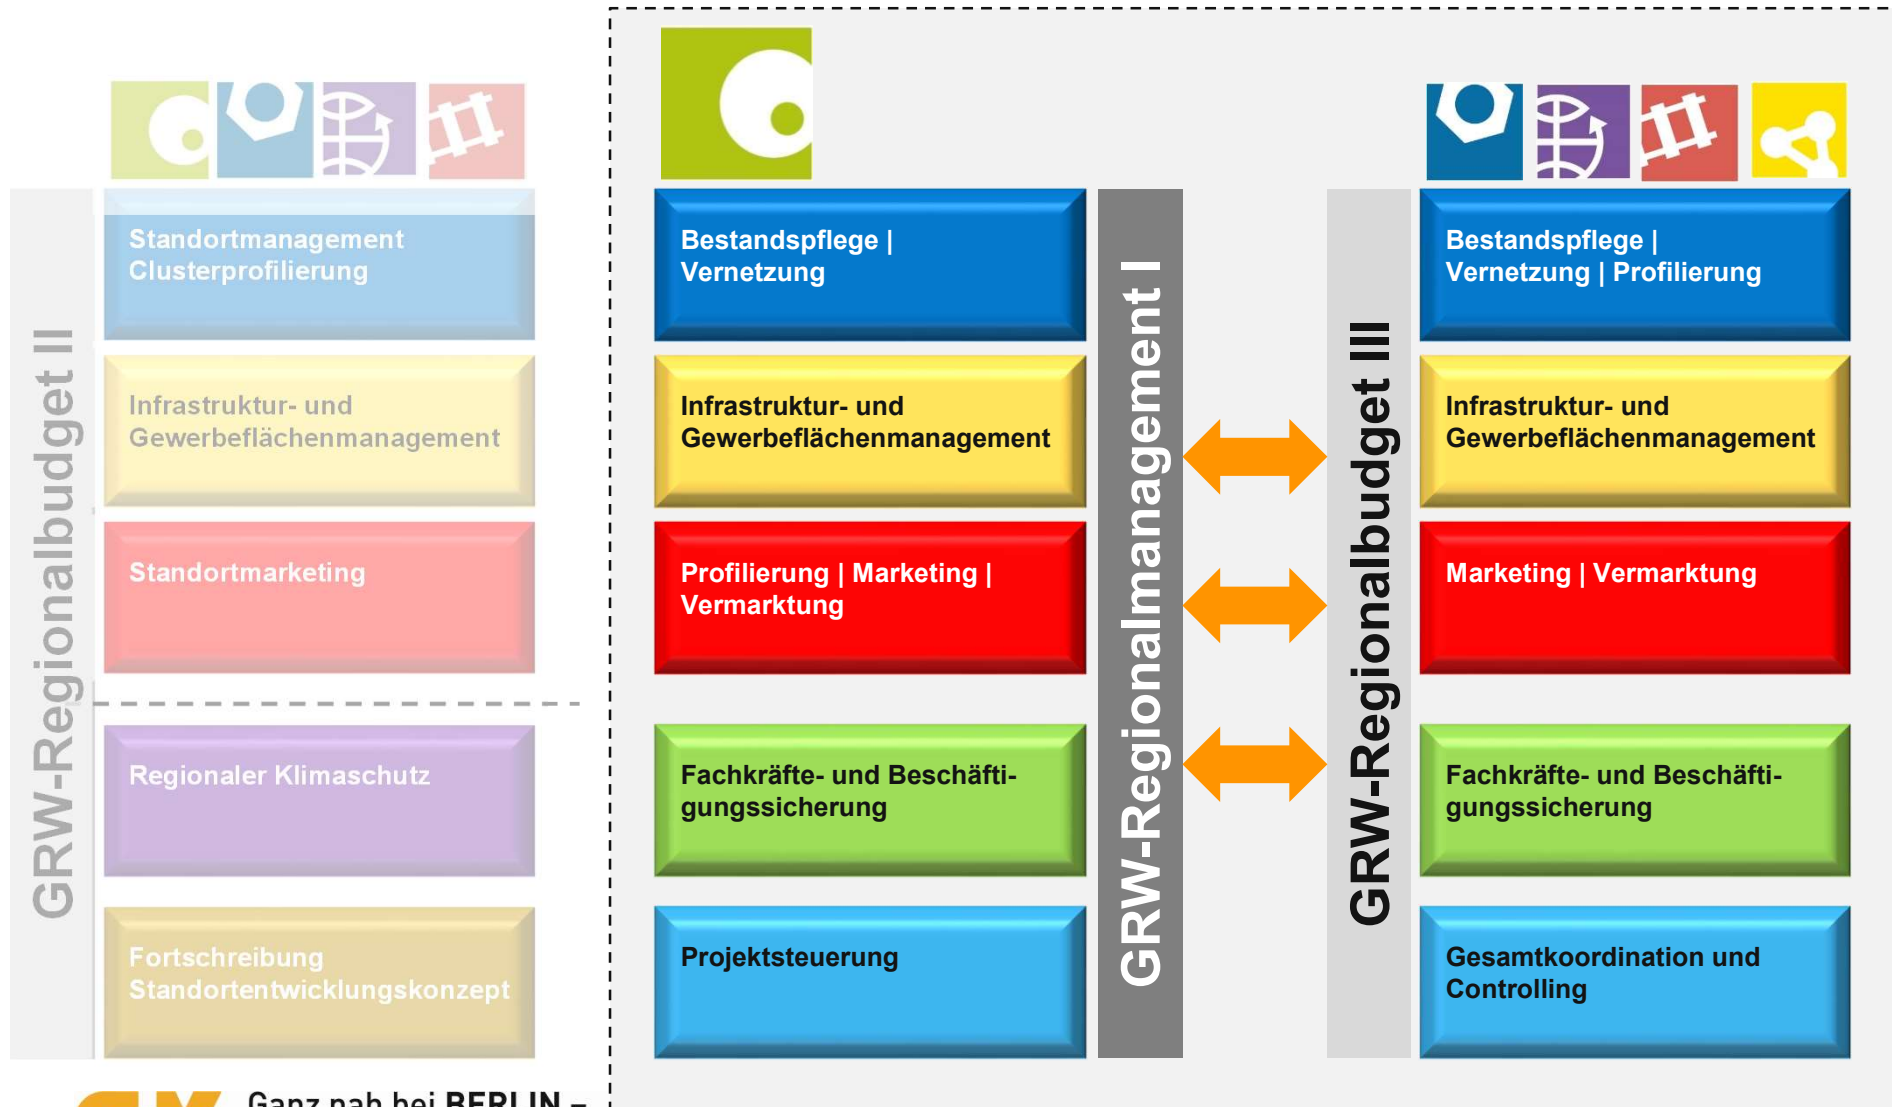 GRW-Regionalbudget II
Standortmanagement
Clusterprofilierung
Infrastruktur- und
Gewerbeflächenmanagement
Standortmarketing
Regionaler Klimaschutz
Fortschreibung
Standortentwicklungskonzept
Bestandspflege |
Vernetzung
Infrastruktur- und
Gewerbeflächenmanagement
Profilierung | Marketing |
Vermarktung
Fachkräfte- und Beschäfti-
gungssicherung
Projektsteuerung
GRW-Regionalmanagement I
GRW-Regionalbudget III
Bestandspflege |
Vernetzung | Profilierung
Infrastruktur- und
Gewerbeflächenmanagement
Marketing | Vermarktung
Fachkräfte- und Beschäfti-
gungssicherung
Gesamtkoordination und
Controlling
Ganz nah bei BERLIN –